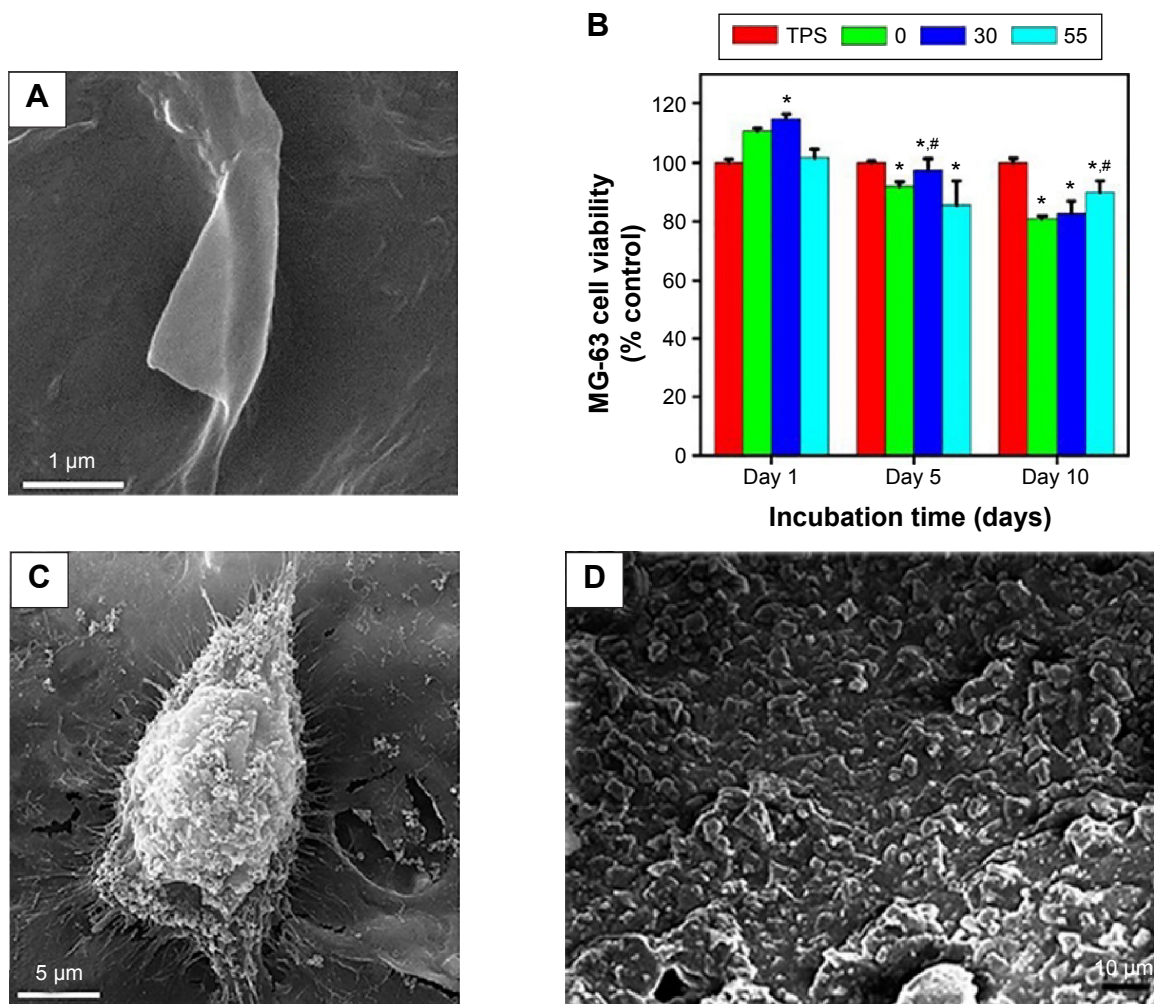 A
1 µm
B
TPS 0 30 55
MG-63 cell viability
(% control)
120
100
80
60
40
20
0
*
* *,# *
* * *,#
Day 1 Day 5 Day 10
Incubation time (days)
C
5 µm
D
10 µm